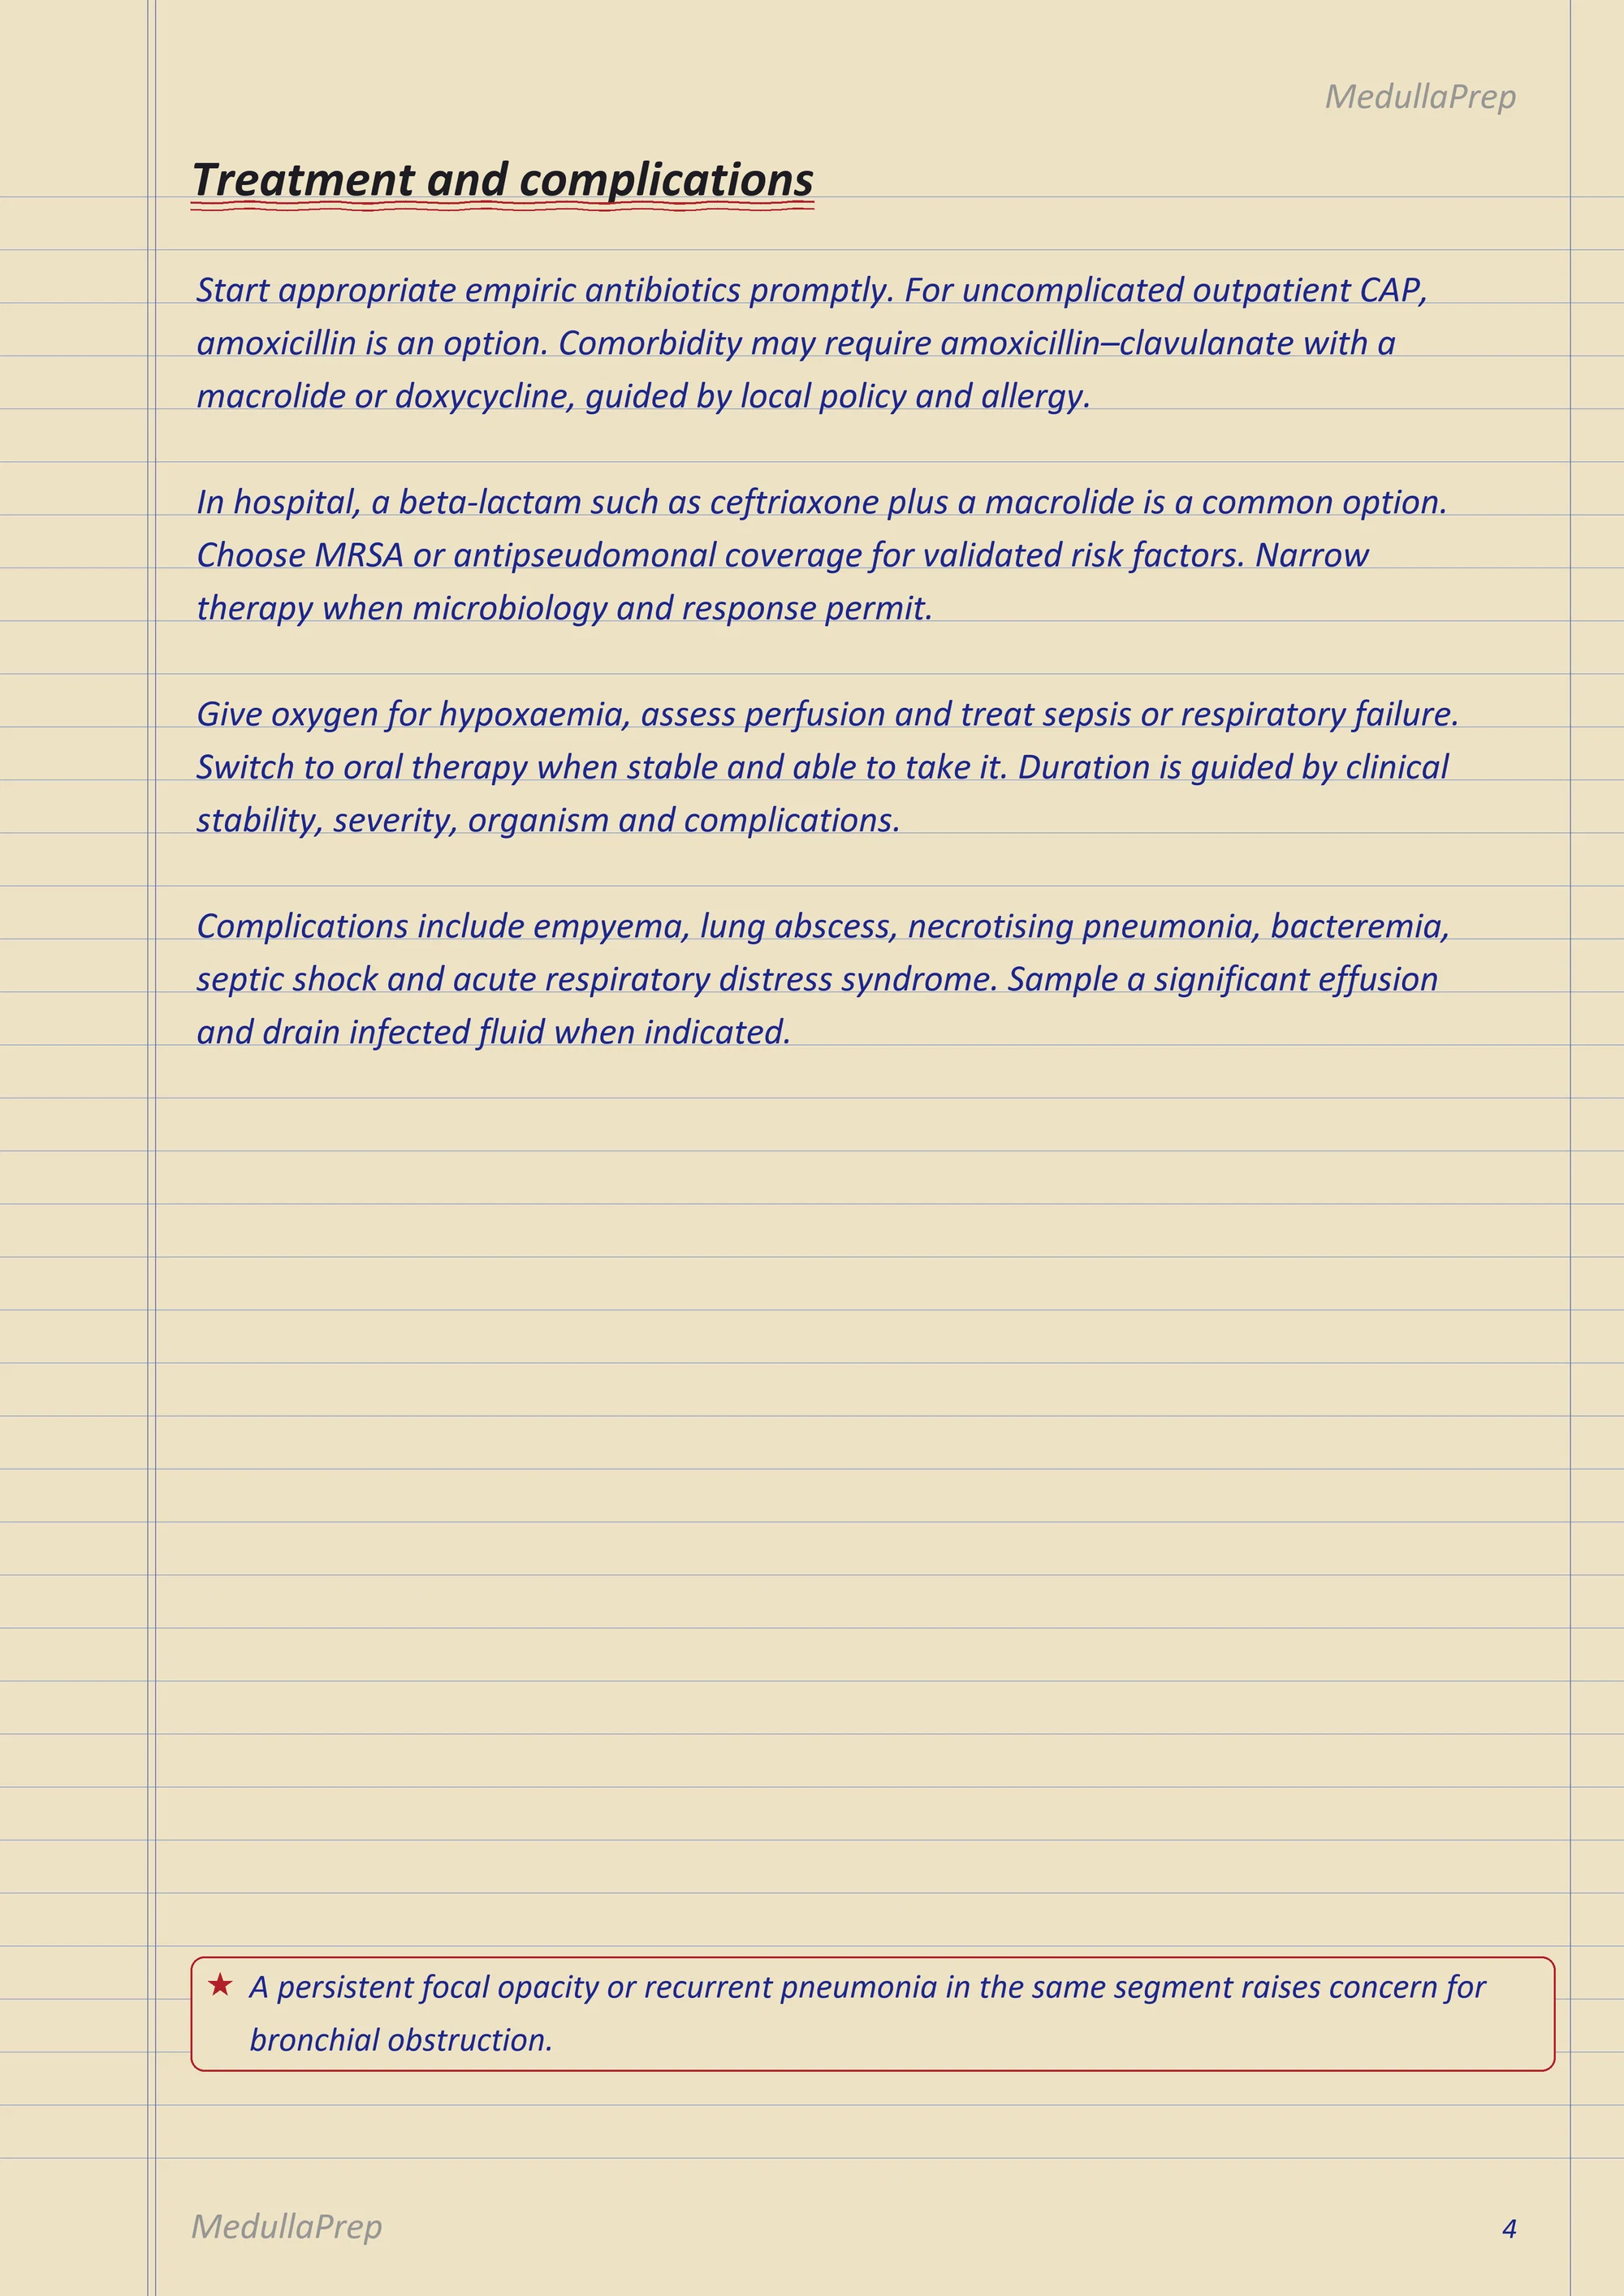 MedullaPrep
Treatment and complications
Start appropriate empiric antibiotics promptly. For uncomplicated outpatient CAP,
amoxicillin is an option. Comorbidity may require amoxicillin–clavulanate with a
macrolide or doxycycline, guided by local policy and allergy.
In hospital, a beta-lactam such as ceftriaxone plus a macrolide is a common option.
Choose MRSA or antipseudomonal coverage for validated risk factors. Narrow
therapy when microbiology and response permit.
Give oxygen for hypoxaemia, assess perfusion and treat sepsis or respiratory failure.
Switch to oral therapy when stable and able to take it. Duration is guided by clinical
stability, severity, organism and complications.
Complications include empyema, lung abscess, necrotising pneumonia, bacteremia,
septic shock and acute respiratory distress syndrome. Sample a significant effusion
and drain infected fluid when indicated.
★ A persistent focal opacity or recurrent pneumonia in the same segment raises concern for
bronchial obstruction.
MedullaPrep
4